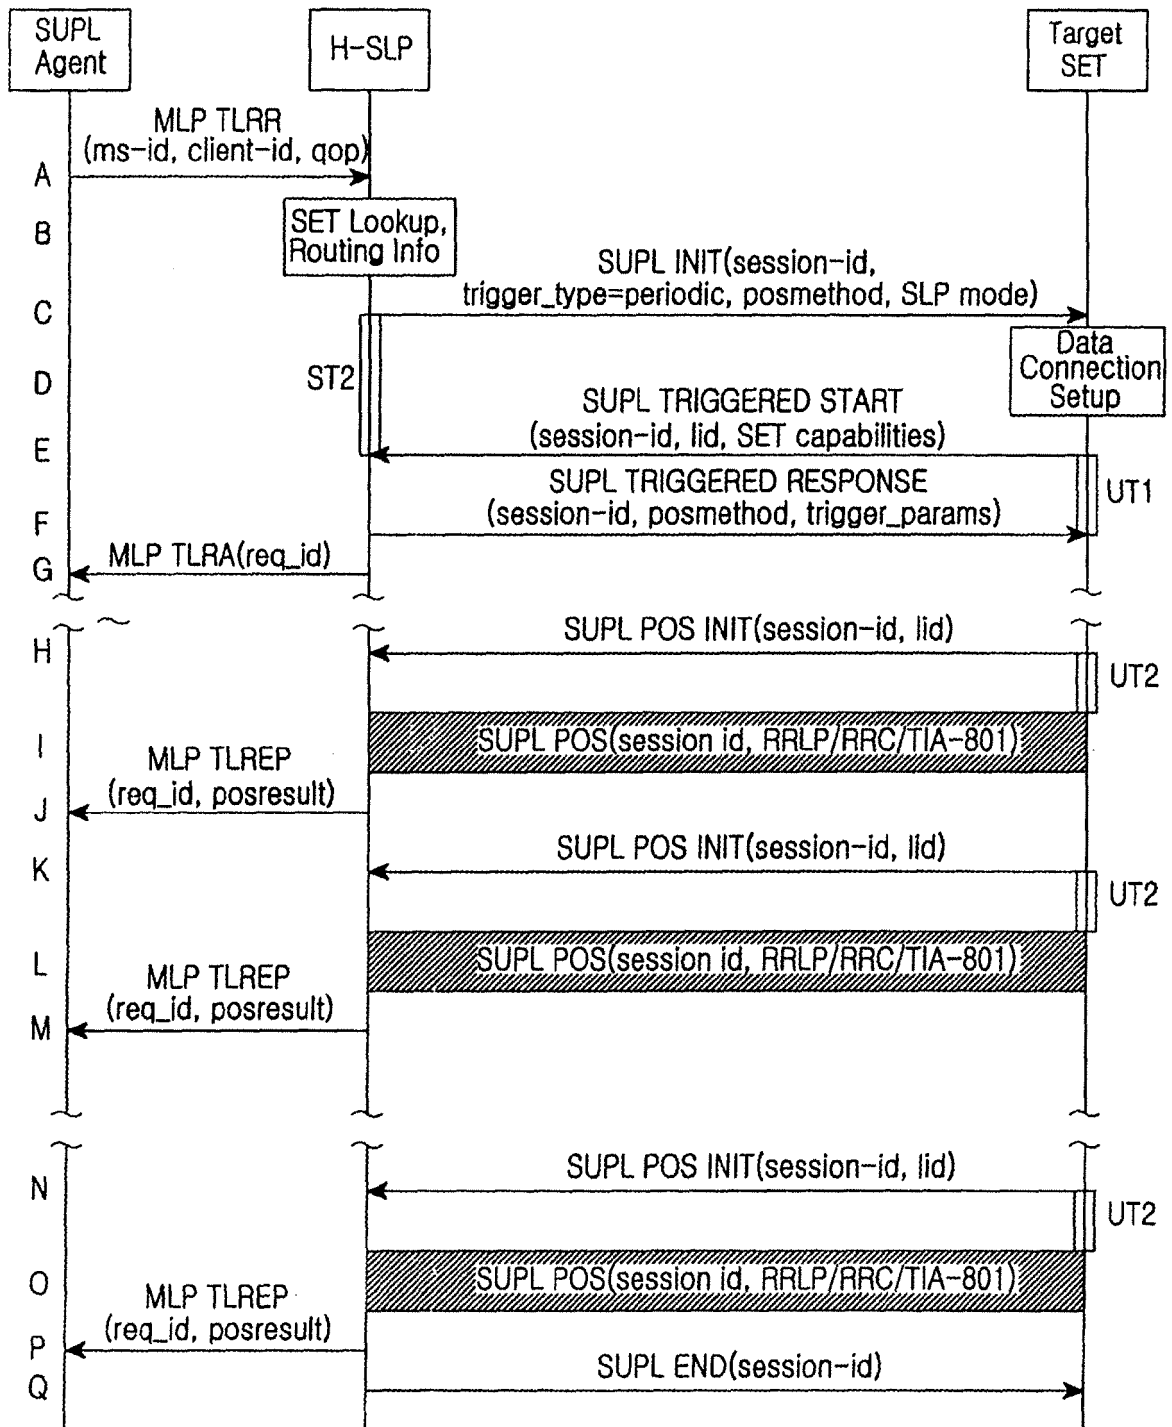 SUPL
Agent
H-SLP
Target
SET
MLP TLRR
(ms-id, client-id, qop)
A
B
SET Lookup,
Routing Info
SUPL INIT(session-id,
trigger_type=periodic, posmethod, SLP mode)
C
Data
Connection
Setup
ST2
D
SUPL TRIGGERED START
(session-id, lid, SET capabilities)
E
SUPL TRIGGERED RESPONSE
(session-id, posmethod, trigger_params)
UT1
F
MLP TLRA(req_id)
G
SUPL POS INIT(session-id, lid)
H
UT2
I
SUPL POS(session id, RRLP/RRC/TIA-801)
MLP TLREP
(req_id, posresult)
J
SUPL POS INIT(session-id, lid)
K
UT2
L
SUPL POS(session id, RRLP/RRC/TIA-801)
MLP TLREP
(req_id, posresult)
M
SUPL POS INIT(session-id, lid)
N
UT2
O
SUPL POS(session id, RRLP/RRC/TIA-801)
MLP TLREP
(req_id, posresult)
P
SUPL END(session-id)
Q